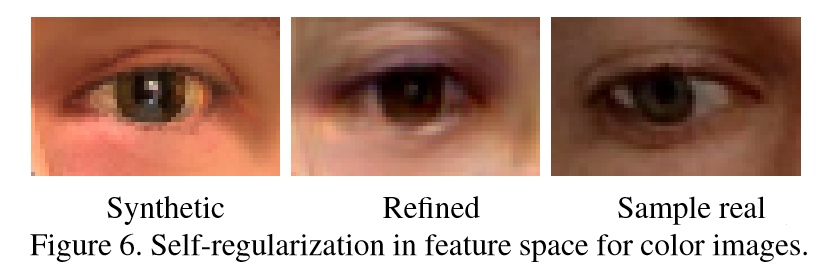 Synthetic Refined Sample real
Figure 6. Self-regularization in feature space for color images.